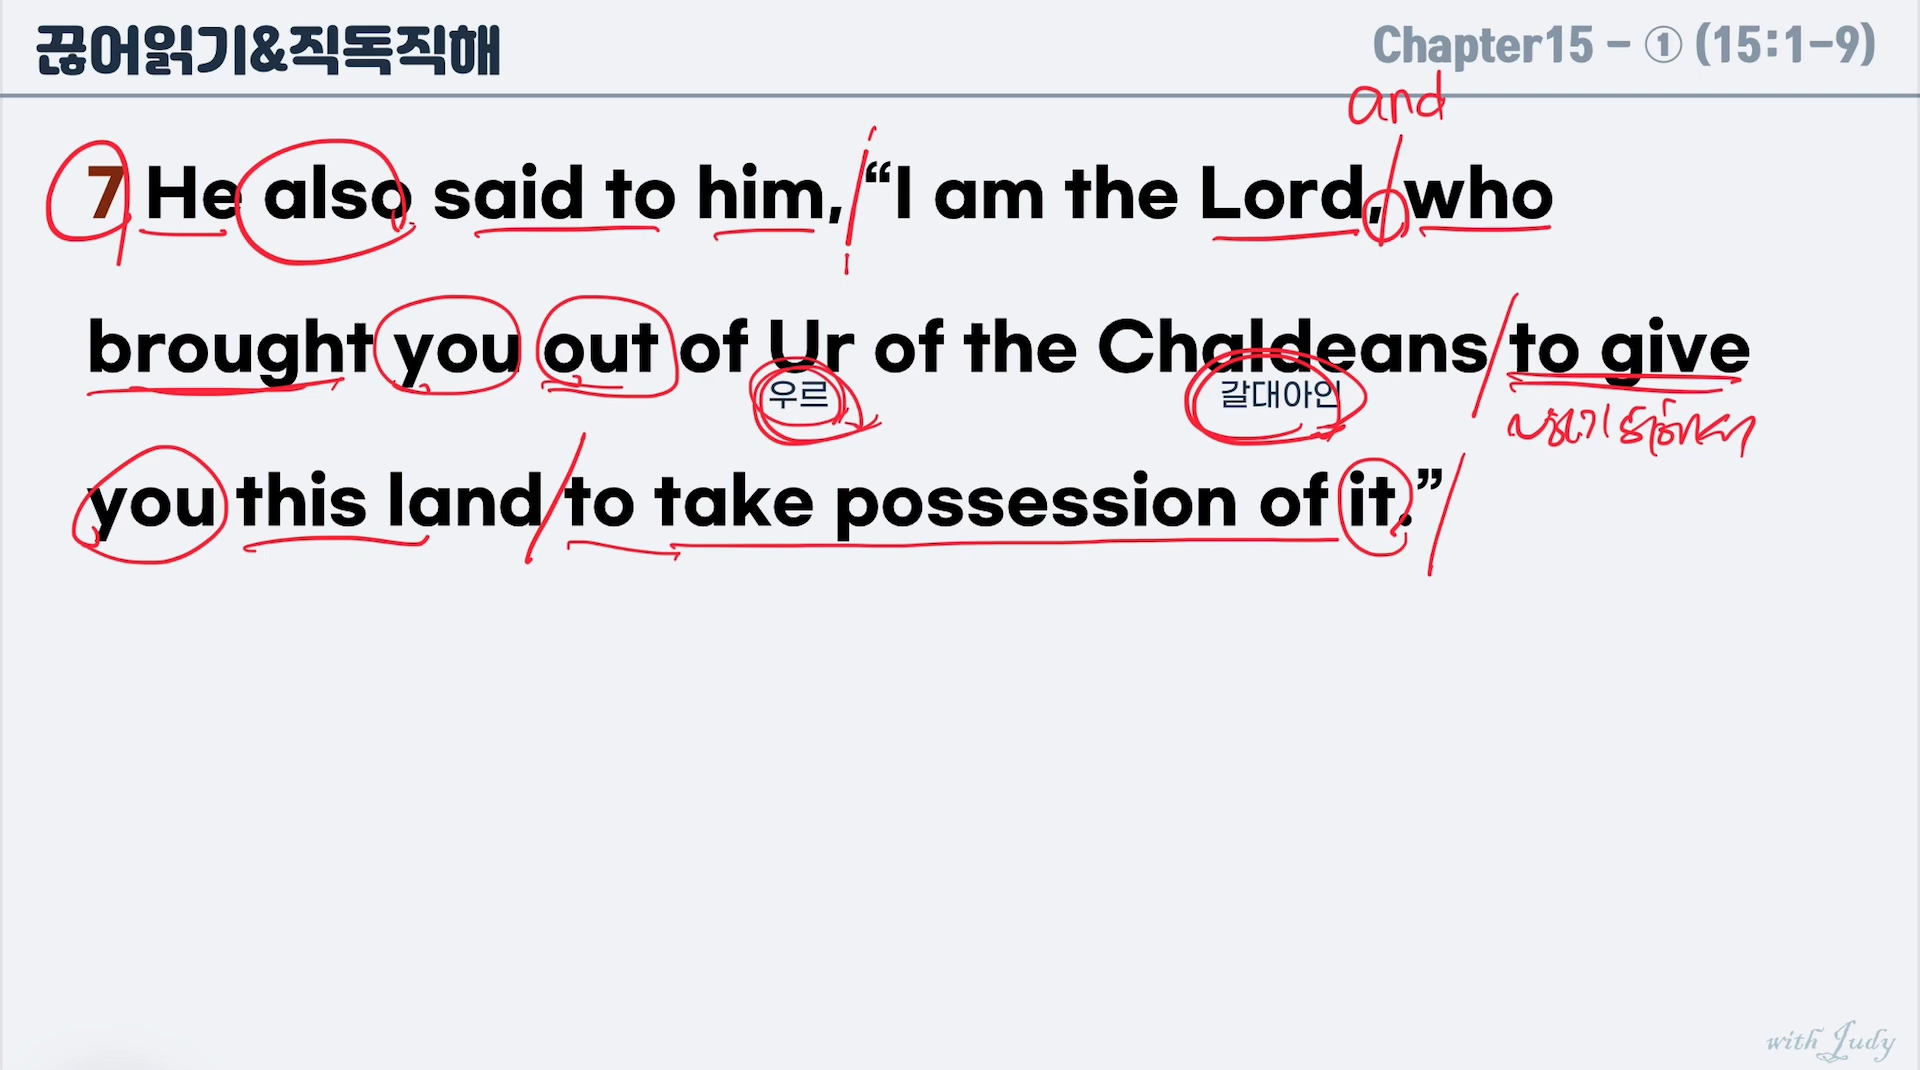 끊어읽기&직독직해
Chapter15 - ① (15:1-9)
and
7 He also said to him, “I am the Lord, who
brought you out of Ur of the Chaldeans to give
우르 갈대아인
you this land to take possession of it.”
with Judy